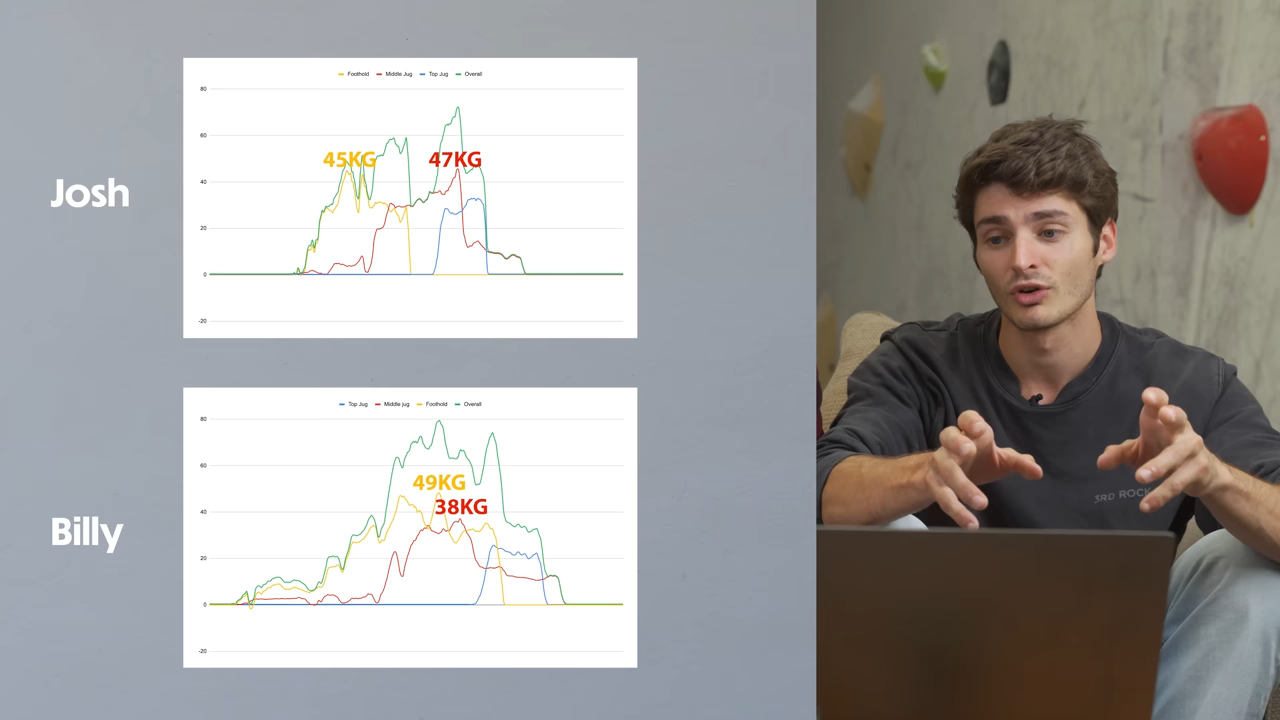 Josh
Foothold Middle Jug Top Jug Overall
80
60
45KG 47KG
40
20
0
-20
Billy
Top Jug Middle jug Foothold Overall
80
60
49KG
38KG
40
20
0
-20
3RD ROCK